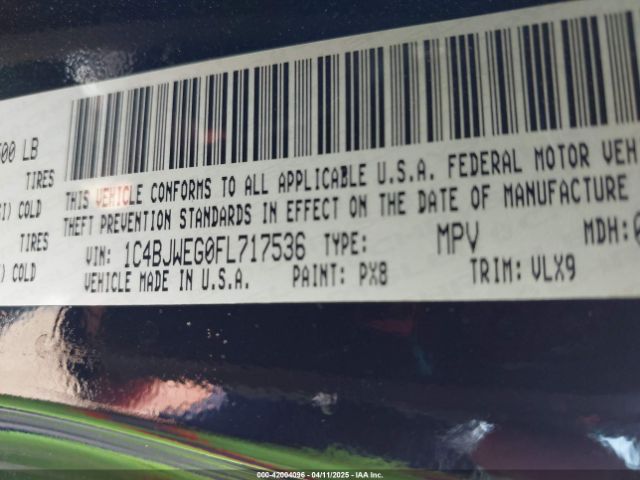 500 LB
TIRES
THIS VEHICLE CONFORMS TO ALL APPLICABLE U.S.A. FEDERAL MOTOR VEH
I) COLD
THEFT PREVENTION STANDARDS IN EFFECT ON THE DATE OF MANUFACTURE
TIRES
VIN: 1C4BJWEG0FL717536 TYPE: MPV MDH:0
I) COLD
VEHICLE MADE IN U.S.A. PAINT: PX8 TRIM: VLX9
000-42004096 - 04/11/2025 - IAA Inc.